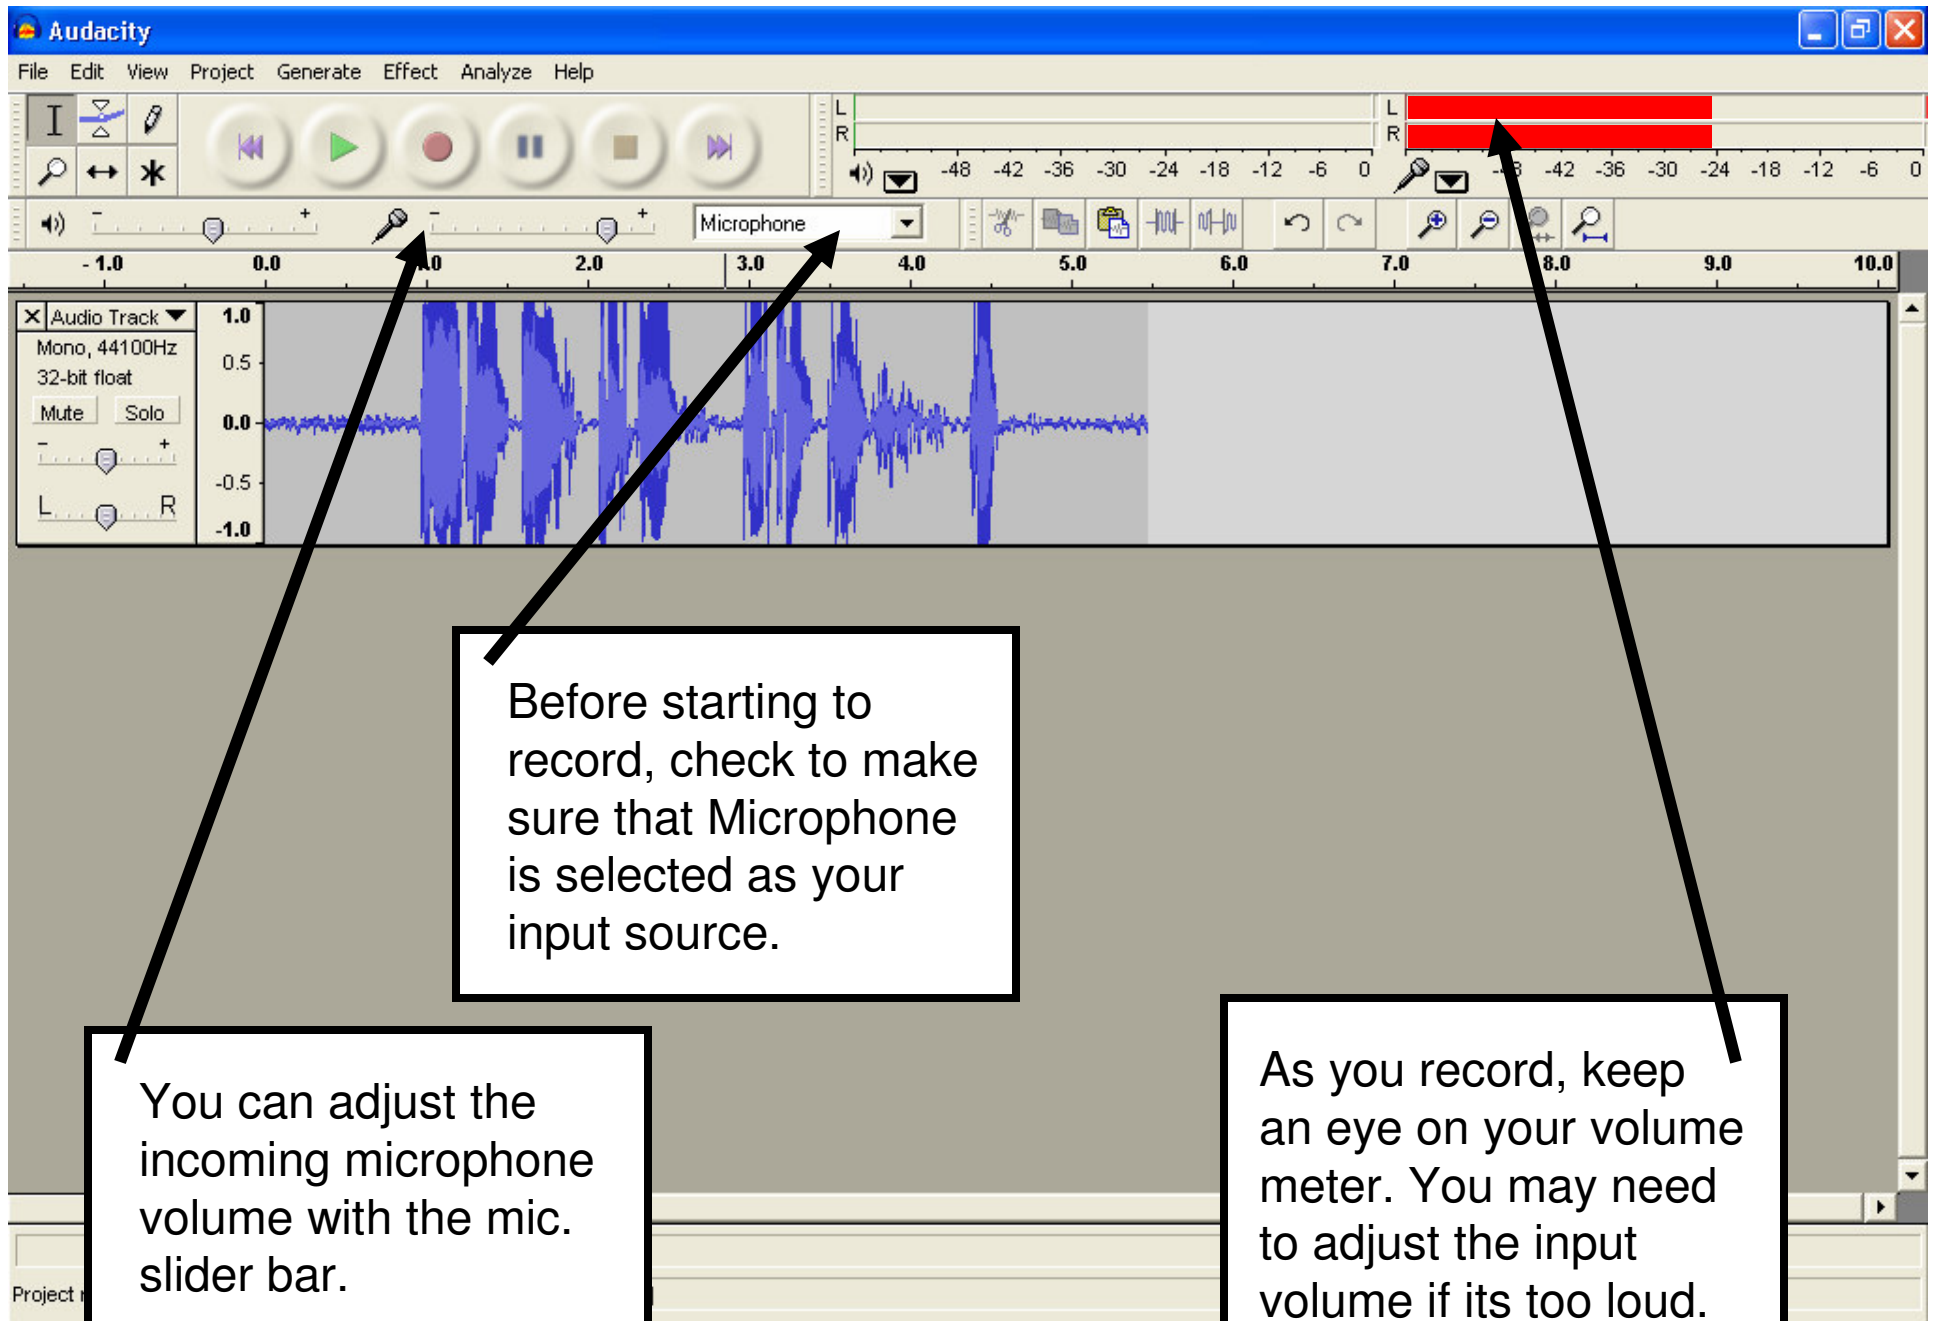 Audacity
File Edit View Project Generate Effect Analyze Help
L
R
-48 -42 -36 -30 -24 -18 -12 -6 0
L
R
-42 -36 -30 -24 -18 -12 -6 0
- + - + Microphone
- 1.0 0.0 2.0 3.0 4.0 5.0 6.0 7.0 8.0 9.0 10.0
Audio Track
Mono, 44100Hz
32-bit float
Mute Solo
- +
L R
1.0
0.5
0.0
-0.5
-1.0
Before starting to
record, check to make
sure that Microphone
is selected as your
input source.
You can adjust the
incoming microphone
volume with the mic.
slider bar.
As you record, keep
an eye on your volume
meter. You may need
to adjust the input
volume if its too loud.
Project